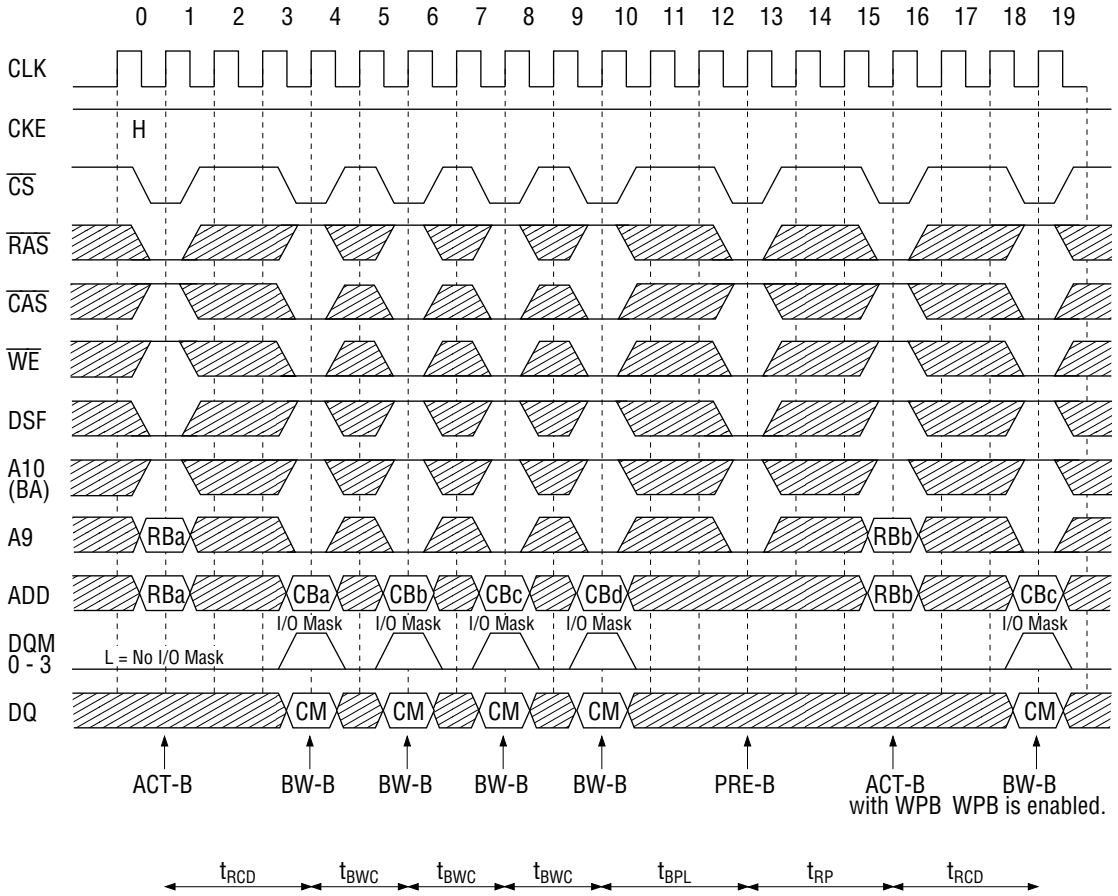 0 1 2 3 4 5 6 7 8 9 10 11 12 13 14 15 16 17 18 19
CLK
CKE H
CS
RAS
CAS
WE
DSF
A10
(BA)
A9 RBa RBb
ADD RBa CBa CBb CBc CBd RBb CBc
I/O Mask I/O Mask I/O Mask I/O Mask I/O Mask
DQM
0 - 3
L = No I/O Mask
DQ CM CM CM CM CM
ACT-B BW-B BW-B BW-B BW-B PRE-B ACT-B BW-B
with WPB WPB is enabled.
tRCD tBWC tBWC tBWC tBPL tRP tRCD